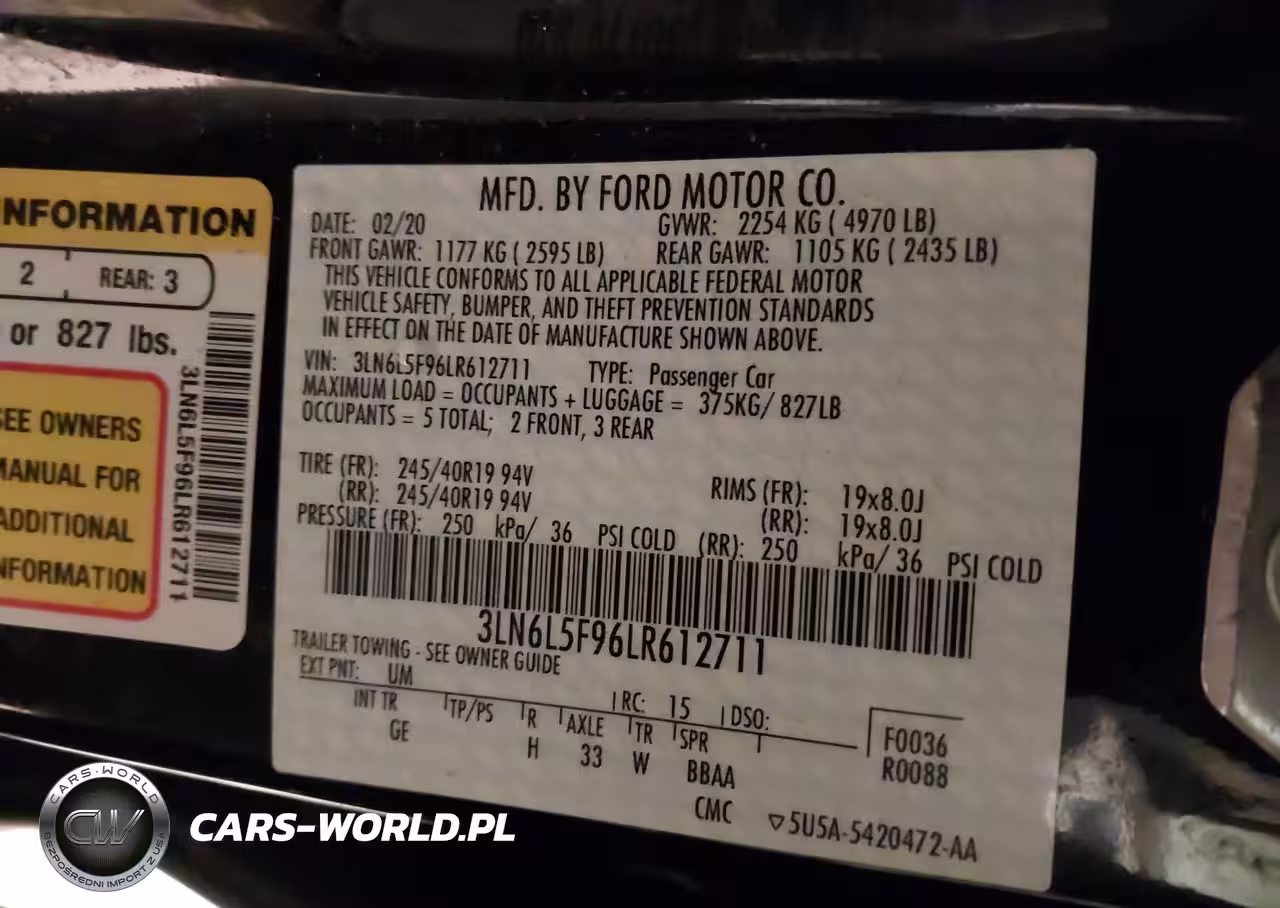 INFORMATION
2 REAR: 3
or 827 lbs.
SEE OWNERS
MANUAL FOR
ADDITIONAL
INFORMATION
3LN6L5F96LR612711
MFD. BY FORD MOTOR CO.
DATE: 02/20 GVWR: 2254 KG ( 4970 LB)
FRONT GAWR: 1177 KG ( 2595 LB) REAR GAWR: 1105 KG ( 2435 LB)
THIS VEHICLE CONFORMS TO ALL APPLICABLE FEDERAL MOTOR
VEHICLE SAFETY, BUMPER, AND THEFT PREVENTION STANDARDS
IN EFFECT ON THE DATE OF MANUFACTURE SHOWN ABOVE.
VIN: 3LN6L5F96LR612711 TYPE: Passenger Car
MAXIMUM LOAD = OCCUPANTS + LUGGAGE = 375KG/ 827LB
OCCUPANTS = 5 TOTAL; 2 FRONT, 3 REAR
TIRE (FR): 245/40R19 94V RIMS (FR): 19x8.0J
(RR): 245/40R19 94V (RR): 19x8.0J
PRESSURE (FR): 250 kPa/ 36 PSI COLD (RR): 250 kPa/ 36 PSI COLD
3LN6L5F96LR612711
TRAILER TOWING - SEE OWNER GUIDE
EXT PNT: UM RC: 15 DSO:
INT TR TP/PS R AXLE TR SPR F0036
GE H 33 W BBAA R0088
CMC ▽5U5A-5420472-AA
CARS-WORLD
CW
BEZPOŚREDNI IMPORT Z USA
CARS-WORLD.PL